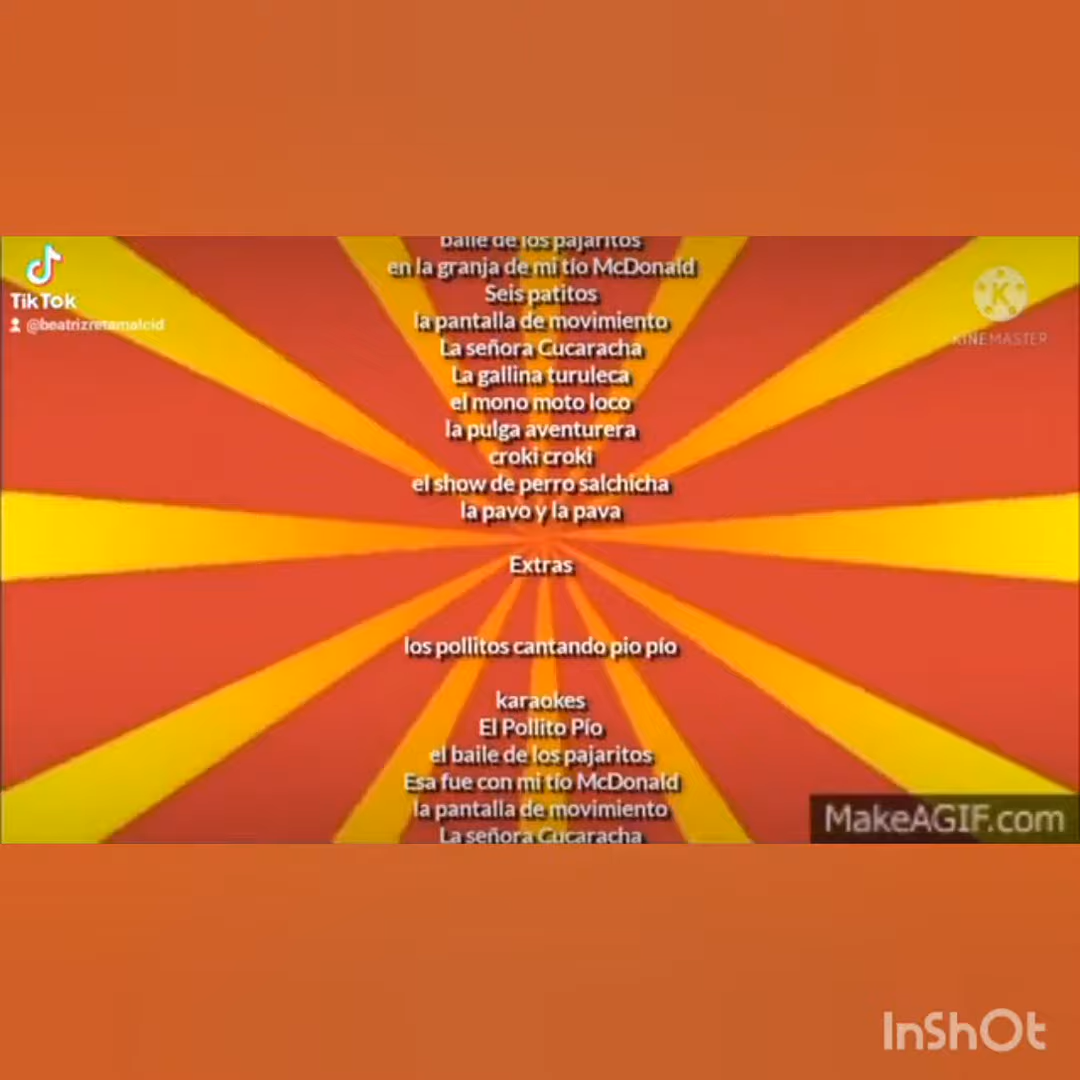 baile de los pajaritos
en la granja de mi tío McDonald
TikTok
Seis patitos
@beatrizretamalcid
la pantalla de movimiento
KINEMASTER
La señora Cucaracha
La gallina turuleca
el mono moto loco
la pulga aventurera
croki croki
el show de perro salchicha
la pavo y la pava
Extras
los pollitos cantando pio pío
karaokes
El Pollito Pío
el baile de los pajaritos
Esa fue con mi tío McDonald
la pantalla de movimiento
MakeAGIF.com
La señora Cucaracha
InShOt